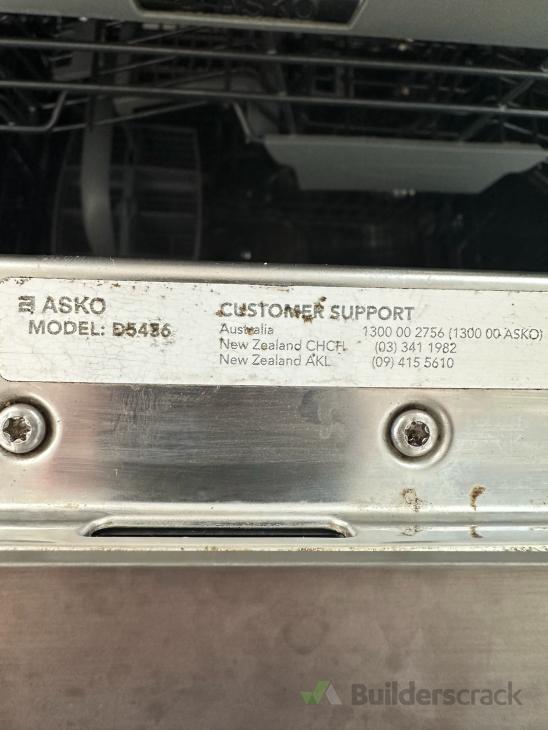 ASKO
MODEL: D5436
CUSTOMER SUPPORT
Australia 1300 00 2756 (1300 00 ASKO)
New Zealand CHCH (03) 341 1982
New Zealand AKL (09) 415 5610
Builderscrack